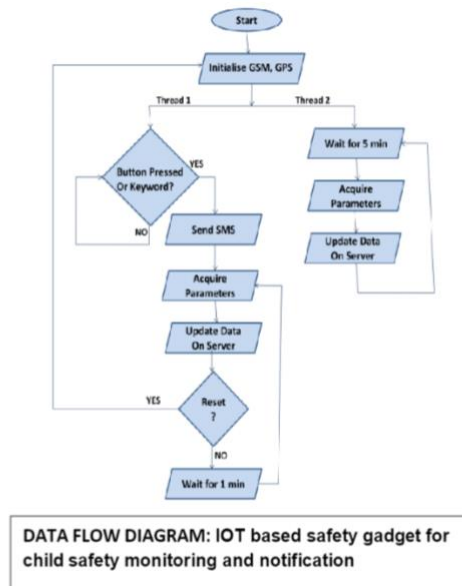 Start
Initialise GSM, GPS
Thread 1
Thread 2
Button Pressed
Or Keyword?
YES
NO
Send SMS
Acquire
Parameters
Update Data
On Server
Reset
?
YES
NO
Wait for 1 min
Wait for 5 min
Acquire
Parameters
Update Data
On Server
DATA FLOW DIAGRAM: IOT based safety gadget for
child safety monitoring and notification